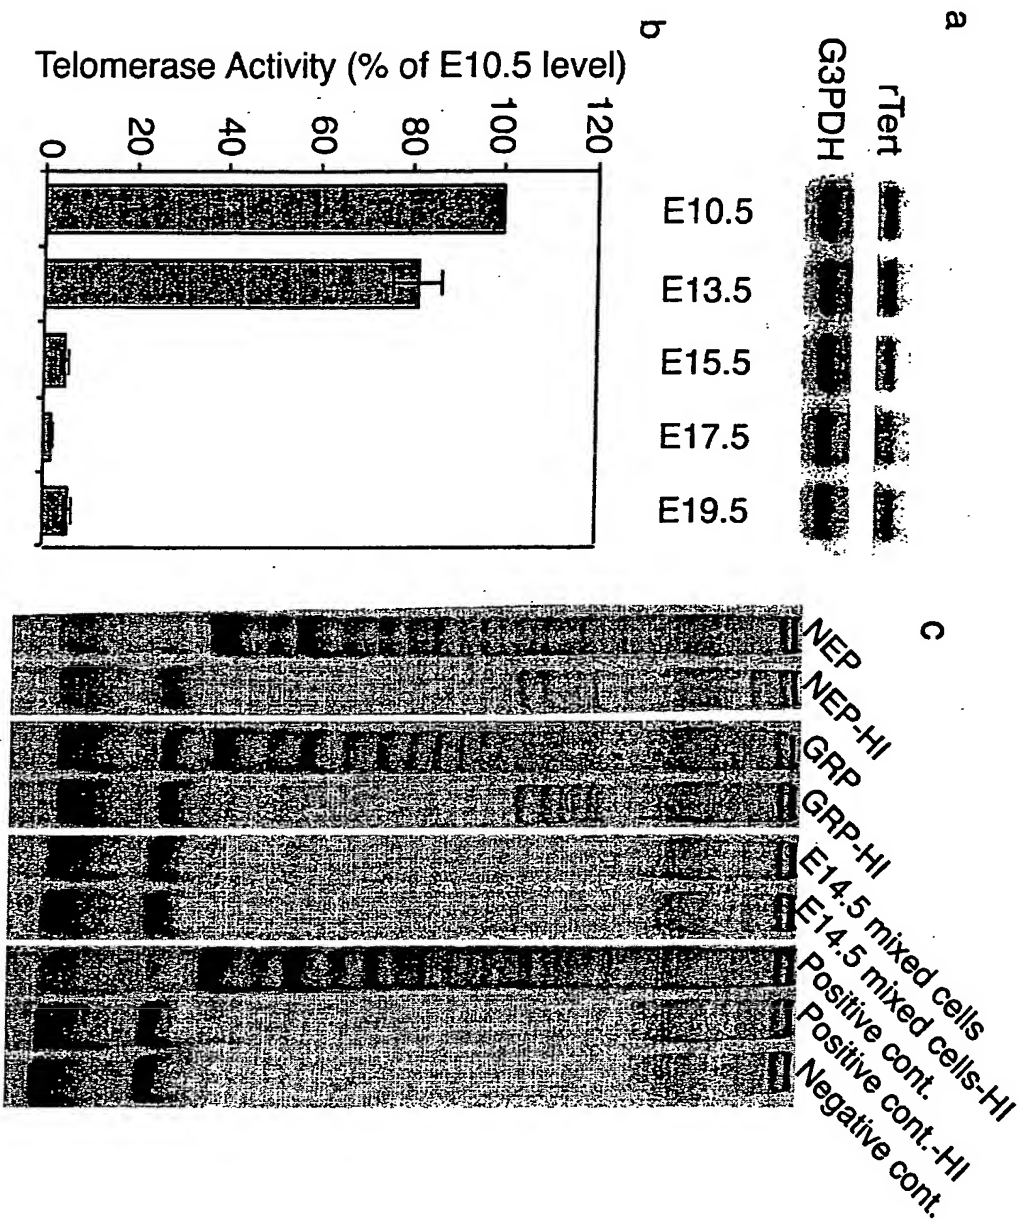 a
rTert
G3PDH
E10.5
E13.5
E15.5
E17.5
E19.5
b
Telomerase Activity (% of E10.5 level)
120
100
80
60
40
20
0
c
NEP
NEP-HI
GRP
GRP-HI
E14.5 mixed cells
E14.5 mixed cells-HI
Positive cont.
Positive cont.-HI
Negative cont.